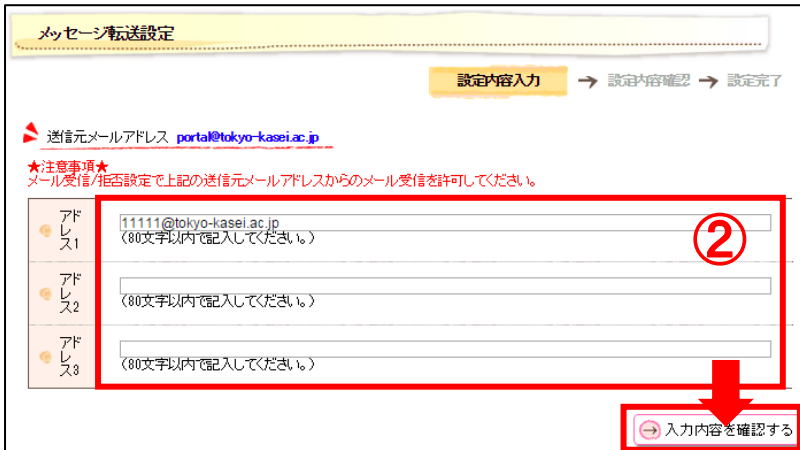 メッセージ転送設定
設定内容入力 → 設定内容確認 → 設定完了
送信元メールアドレス portal@tokyo-kasei.ac.jp
★注意事項★
メール受信/拒否設定で上記の送信元メールアドレスからのメール受信を許可してください。
アドレス1
11111@tokyo-kasei.ac.jp
(80文字以内で記入してください。)
②
アドレス2
(80文字以内で記入してください。)
アドレス3
(80文字以内で記入してください。)
入力内容を確認する